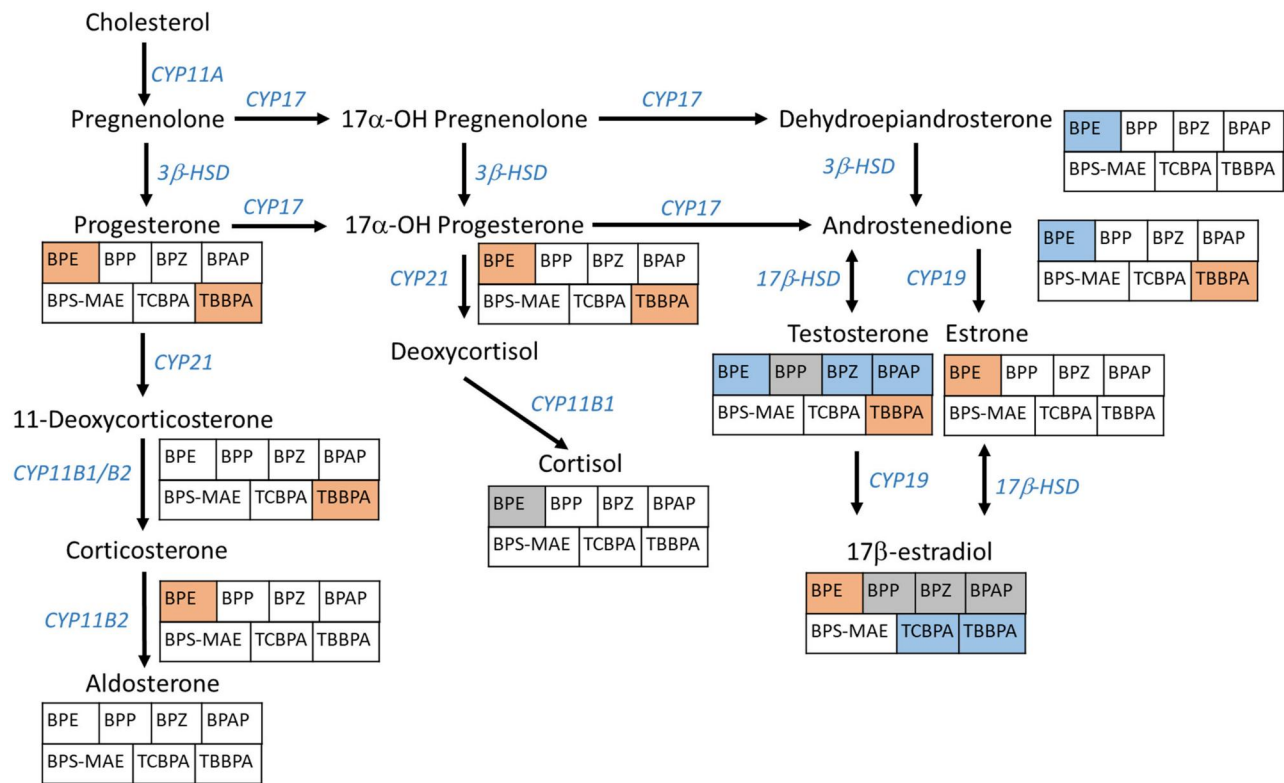 Cholesterol
CYP11A
CYP17
CYP17
Pregnenolone
17α-OH Pregnenolone
Dehydroepiandrosterone
BPE BPP BPZ BPAP
BPS-MAE TCBPA TBBPA
3β-HSD
3β-HSD
3β-HSD
CYP17
CYP17
Progesterone
17α-OH Progesterone
Androstenedione
BPE BPP BPZ BPAP
BPS-MAE TCBPA TBBPA
CYP21
BPE BPP BPZ BPAP
BPS-MAE TCBPA TBBPA
17β-HSD
CYP19
BPE BPP BPZ BPAP
BPS-MAE TCBPA TBBPA
Testosterone
Estrone
Deoxycortisol
CYP21
BPE BPP BPZ BPAP
BPS-MAE TCBPA TBBPA
BPE BPP BPZ BPAP
BPS-MAE TCBPA TBBPA
11-Deoxycorticosterone
CYP11B1
CYP11B1/B2
BPE BPP BPZ BPAP
BPS-MAE TCBPA TBBPA
Cortisol
BPE BPP BPZ BPAP
BPS-MAE TCBPA TBBPA
CYP19
17β-HSD
Corticosterone
17β-estradiol
CYP11B2
BPE BPP BPZ BPAP
BPS-MAE TCBPA TBBPA
BPE BPP BPZ BPAP
BPS-MAE TCBPA TBBPA
Aldosterone
BPE BPP BPZ BPAP
BPS-MAE TCBPA TBBPA